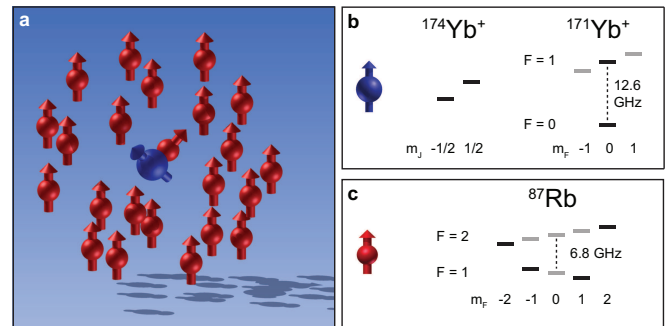 a
b
¹⁷⁴Yb⁺ ¹⁷¹Yb⁺
F = 1
12.6
GHz
F = 0
m_J -1/2 1/2 m_F -1 0 1
c
⁸⁷Rb
F = 2
6.8 GHz
F = 1
m_F -2 -1 0 1 2